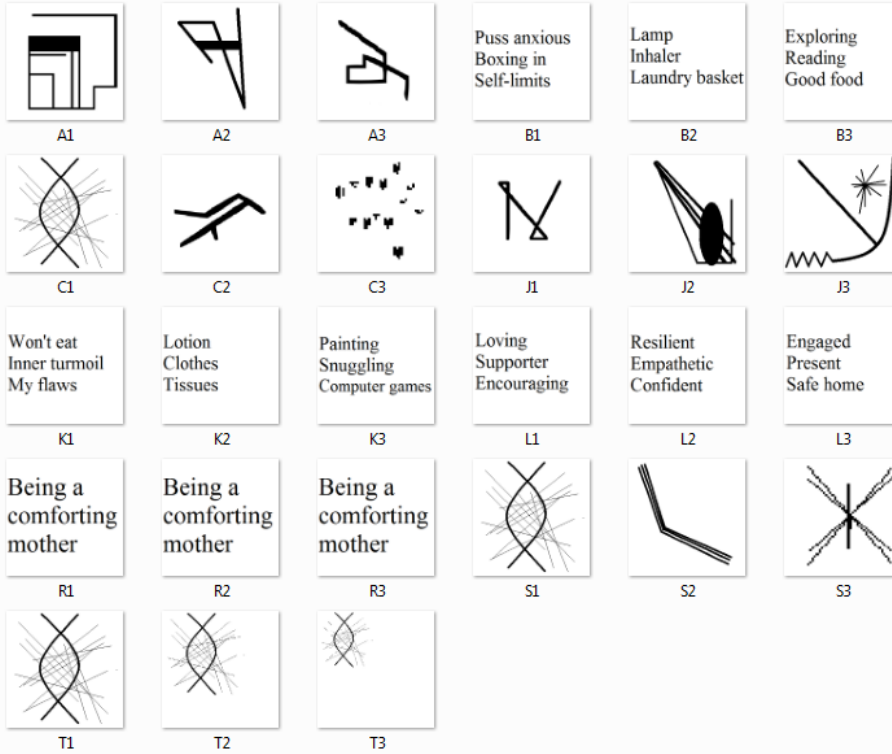 Puss anxious
Boxing in
Self-limits
Lamp
Inhaler
Laundry basket
Exploring
Reading
Good food
A1
A2
A3
B1
B2
B3
C1
C2
C3
J1
J2
J3
Won't eat
Inner turmoil
My flaws
Lotion
Clothes
Tissues
Painting
Snuggling
Computer games
Loving
Supporter
Encouraging
Resilient
Empathetic
Confident
Engaged
Present
Safe home
K1
K2
K3
L1
L2
L3
Being a
comforting
mother
Being a
comforting
mother
Being a
comforting
mother
R1
R2
R3
S1
S2
S3
T1
T2
T3